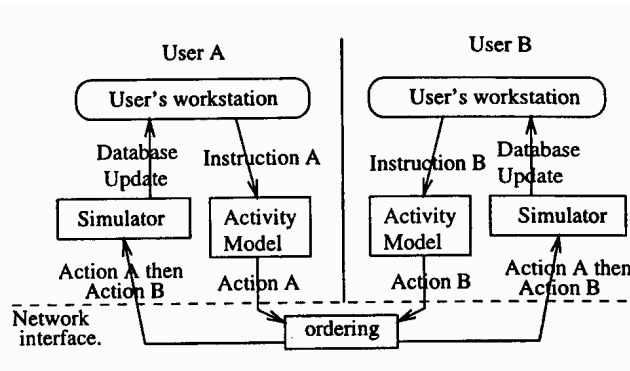 User A
User's workstation
Database
Update
Instruction A
Simulator
Activity
Model
Action A then
Action B
Action A
User B
User's workstation
Instruction B
Database
Update
Activity
Model
Simulator
Action B
Action A then
Action B
Network
interface.
ordering